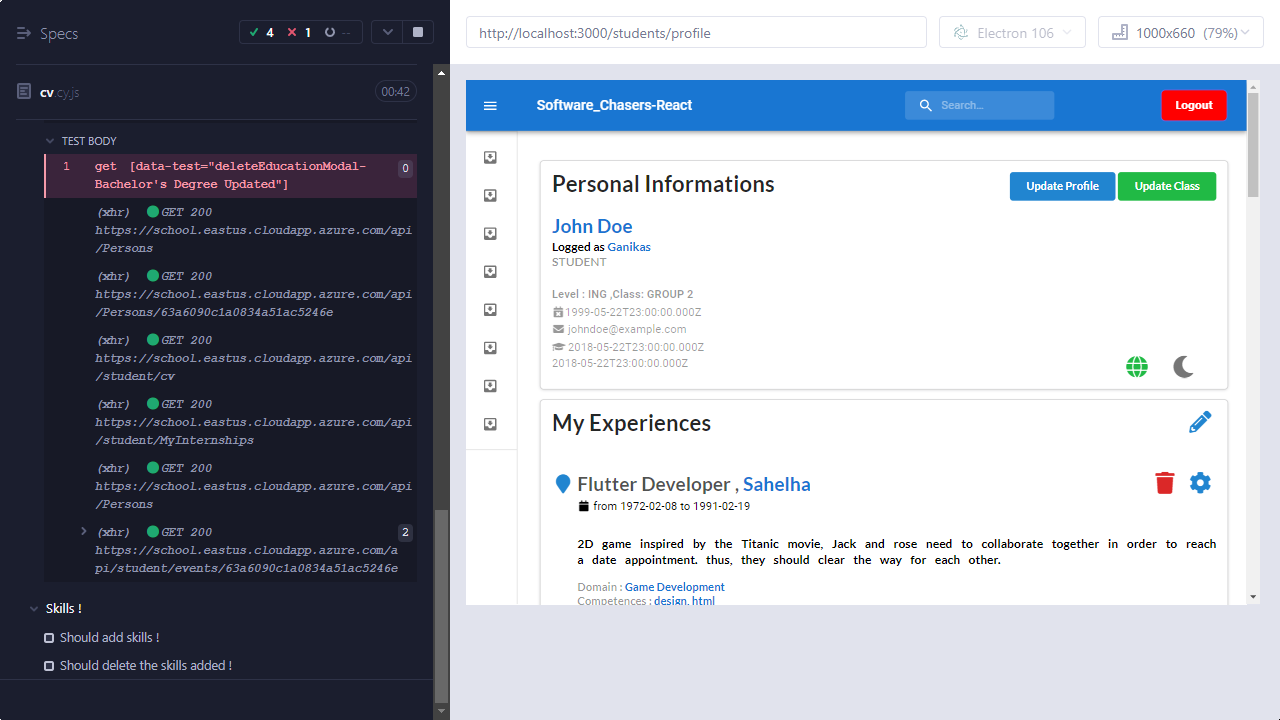 Specs
4 1 --
cv.cy.js
00:42
TEST BODY
1 get [data-test="deleteEducationModal-
Bachelor's Degree Updated"]
0
(xhr) GET 200
https://school.eastus.cloudapp.azure.com/api
/Persons
(xhr) GET 200
https://school.eastus.cloudapp.azure.com/api
/Persons/63a6090c1a0834a51ac5246e
(xhr) GET 200
https://school.eastus.cloudapp.azure.com/api
/student/cv
(xhr) GET 200
https://school.eastus.cloudapp.azure.com/api
/student/MyInternships
(xhr) GET 200
https://school.eastus.cloudapp.azure.com/api
/Persons
(xhr) GET 200
2
https://school.eastus.cloudapp.azure.com/a
pi/student/events/63a6090c1a0834a51ac5246e
Skills !
Should add skills !
Should delete the skills added !
http://localhost:3000/students/profile
Electron 106
1000x660 (79%)
Software_Chasers-React
Search…
Logout
Personal Informations
Update Profile
Update Class
John Doe
Logged as Ganikas
STUDENT
Level : ING ,Class: GROUP 2
1999-05-22T23:00:00.000Z
johndoe@example.com
2018-05-22T23:00:00.000Z
2018-05-22T23:00:00.000Z
My Experiences
Flutter Developer , Sahelha
from 1972-02-08 to 1991-02-19
2D game inspired by the Titanic movie, Jack and rose need to collaborate together in order to reach
a date appointment. thus, they should clear the way for each other.
Domain : Game Development
Competences : design, html